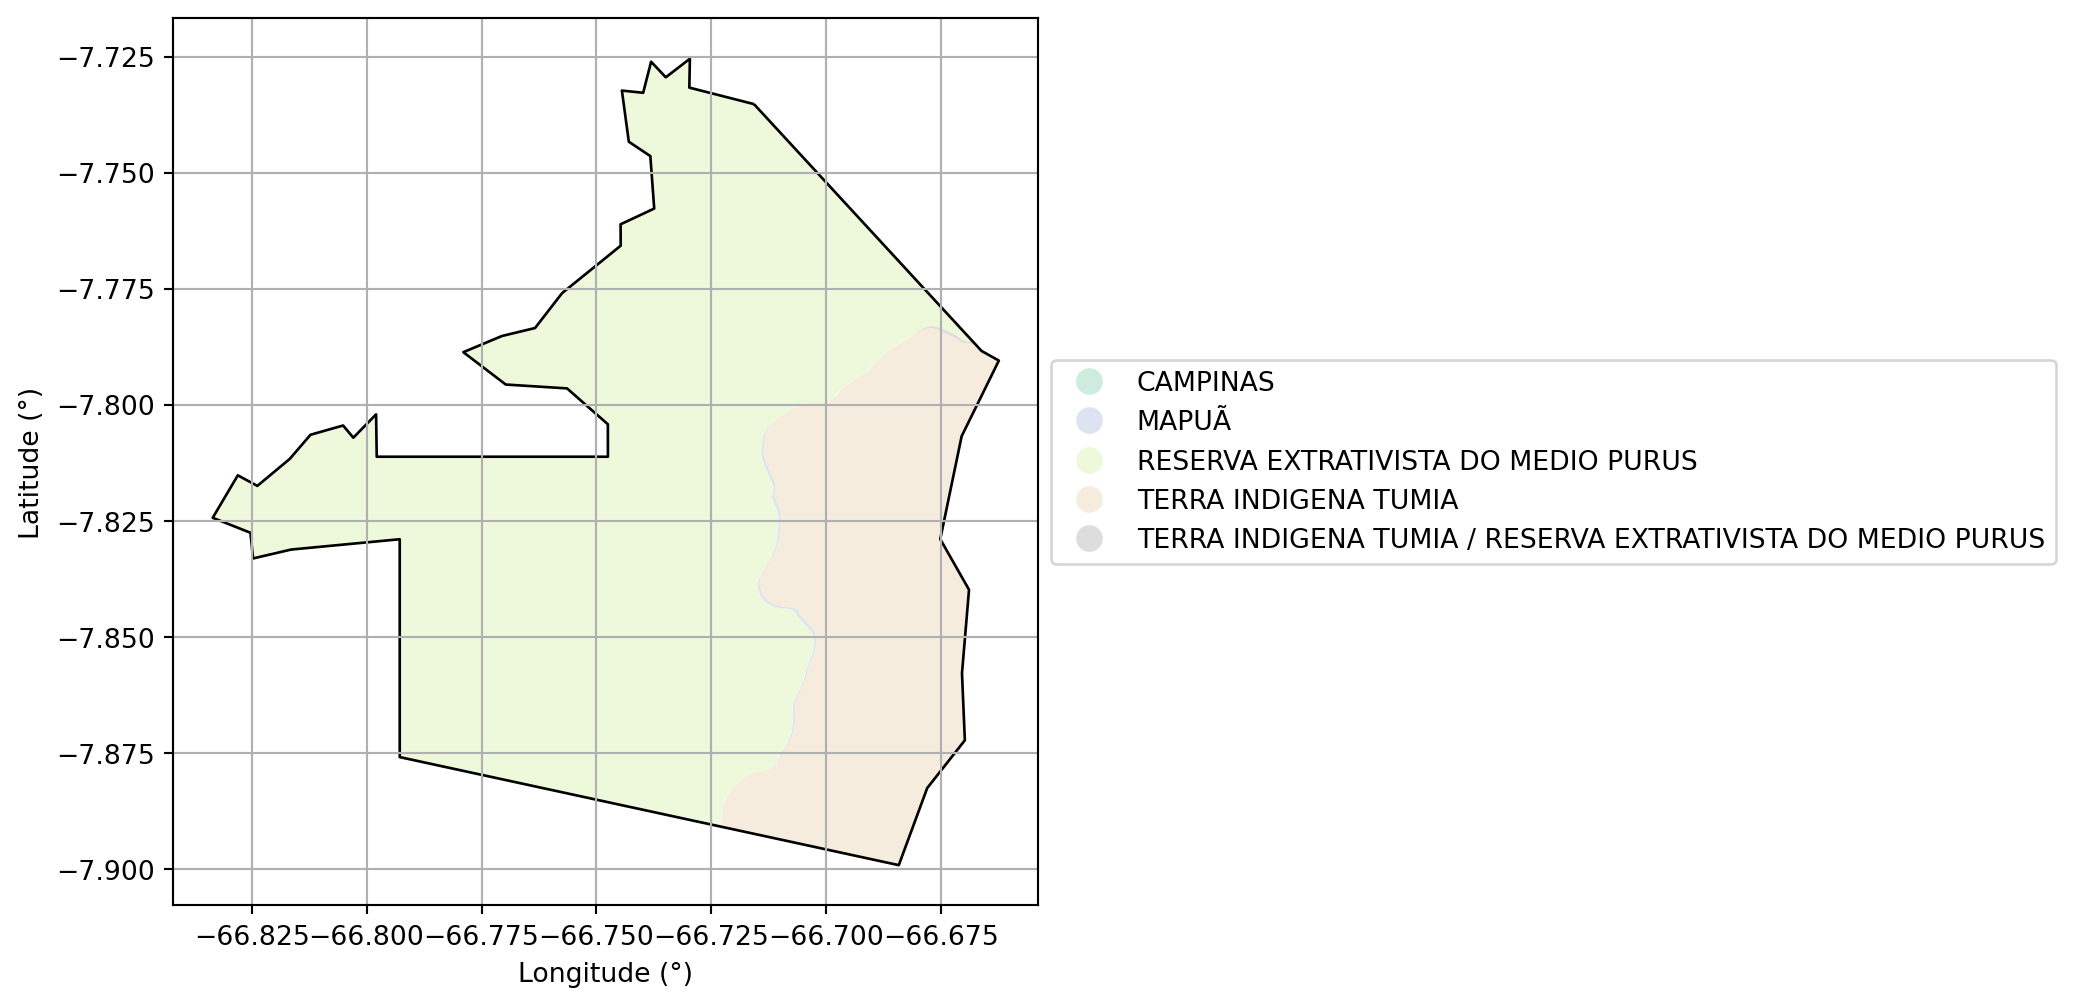 −7.725
−7.750
−7.775
−7.800
−7.825
−7.850
−7.875
−7.900
Latitude (°)
−66.825 −66.800 −66.775 −66.750 −66.725 −66.700 −66.675
Longitude (°)
CAMPINAS
MAPUÃ
RESERVA EXTRATIVISTA DO MEDIO PURUS
TERRA INDIGENA TUMIA
TERRA INDIGENA TUMIA / RESERVA EXTRATIVISTA DO MEDIO PURUS